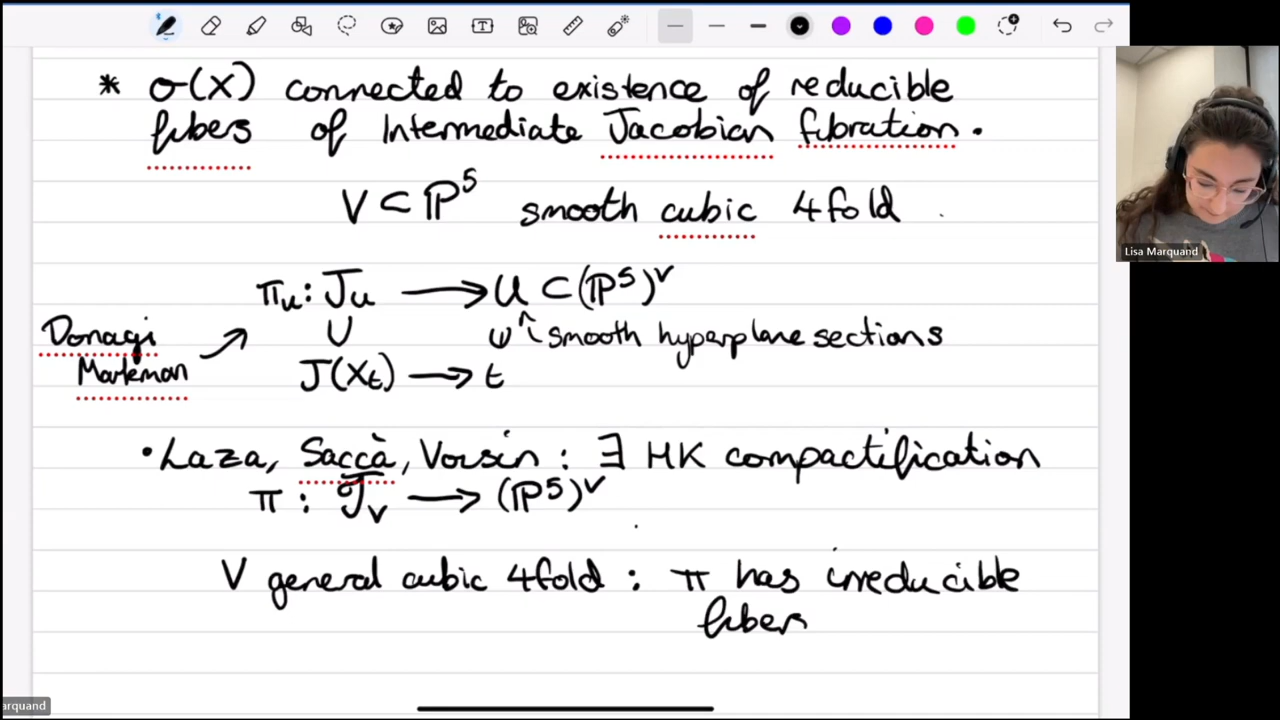 * σ(X) connected to existence of reducible
fibers of Intermediate Jacobian fibration.
V ⊂ ℙ⁵ smooth cubic 4fold
π_U : J_U → U ⊂ (ℙ⁵)^∨
Donagi
Markman
∪ ∪ smooth hyperplane sections
J(X_t) → t
• Laza, Saccà, Voisin : ∃ HK compactification
π : 𝒥̄_V → (ℙ⁵)^∨
V general cubic 4fold : π has irreducible
fibers
Lisa Marquand
arquand